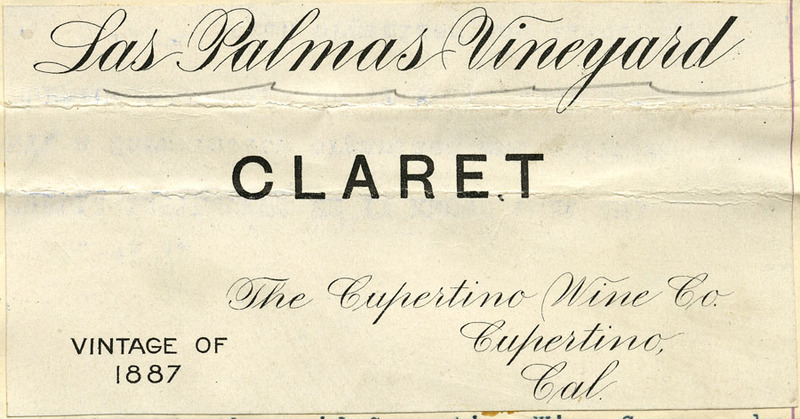 Las Palmas Vineyard
CLARET
The Cupertino Wine Co.
Cupertino,
Cal.
VINTAGE OF
1887